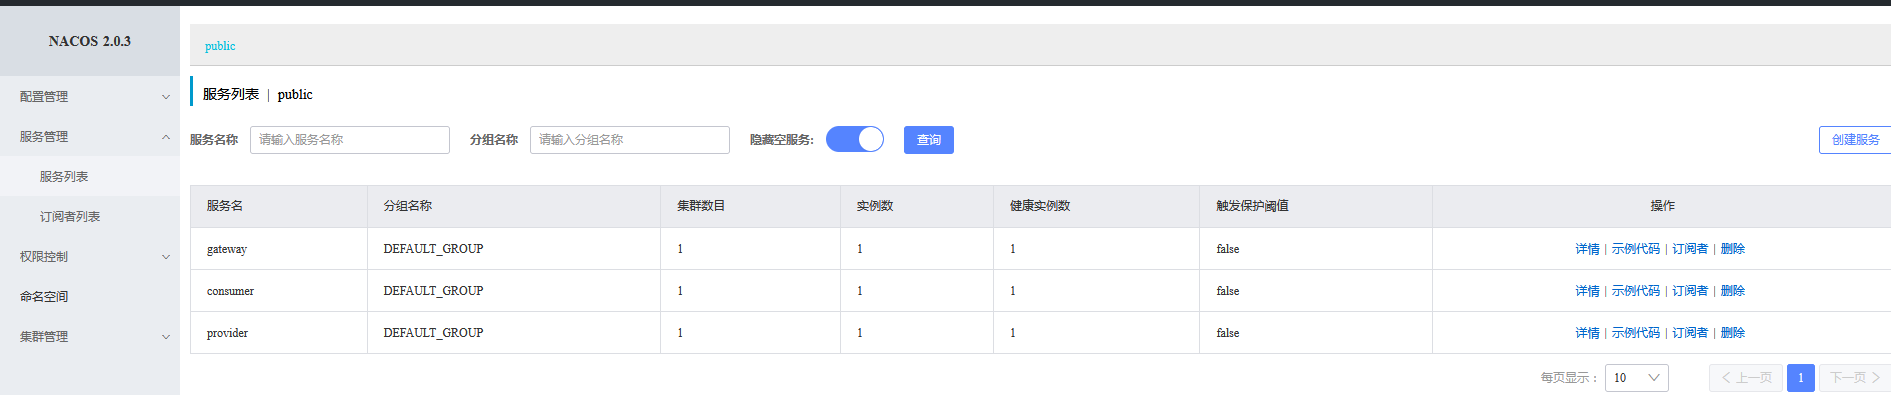 NACOS 2.0.3
配置管理
服务管理
服务列表
订阅者列表
权限控制
命名空间
集群管理
public
服务列表 | public
服务名称 请输入服务名称 分组名称 请输入分组名称 隐藏空服务: 查询 创建服务
服务名 分组名称 集群数目 实例数 健康实例数 触发保护阈值 操作
gateway DEFAULT_GROUP 1 1 1 false 详情 | 示例代码 | 订阅者 | 删除
consumer DEFAULT_GROUP 1 1 1 false 详情 | 示例代码 | 订阅者 | 删除
provider DEFAULT_GROUP 1 1 1 false 详情 | 示例代码 | 订阅者 | 删除
每页显示: 10 上一页 1 下一页